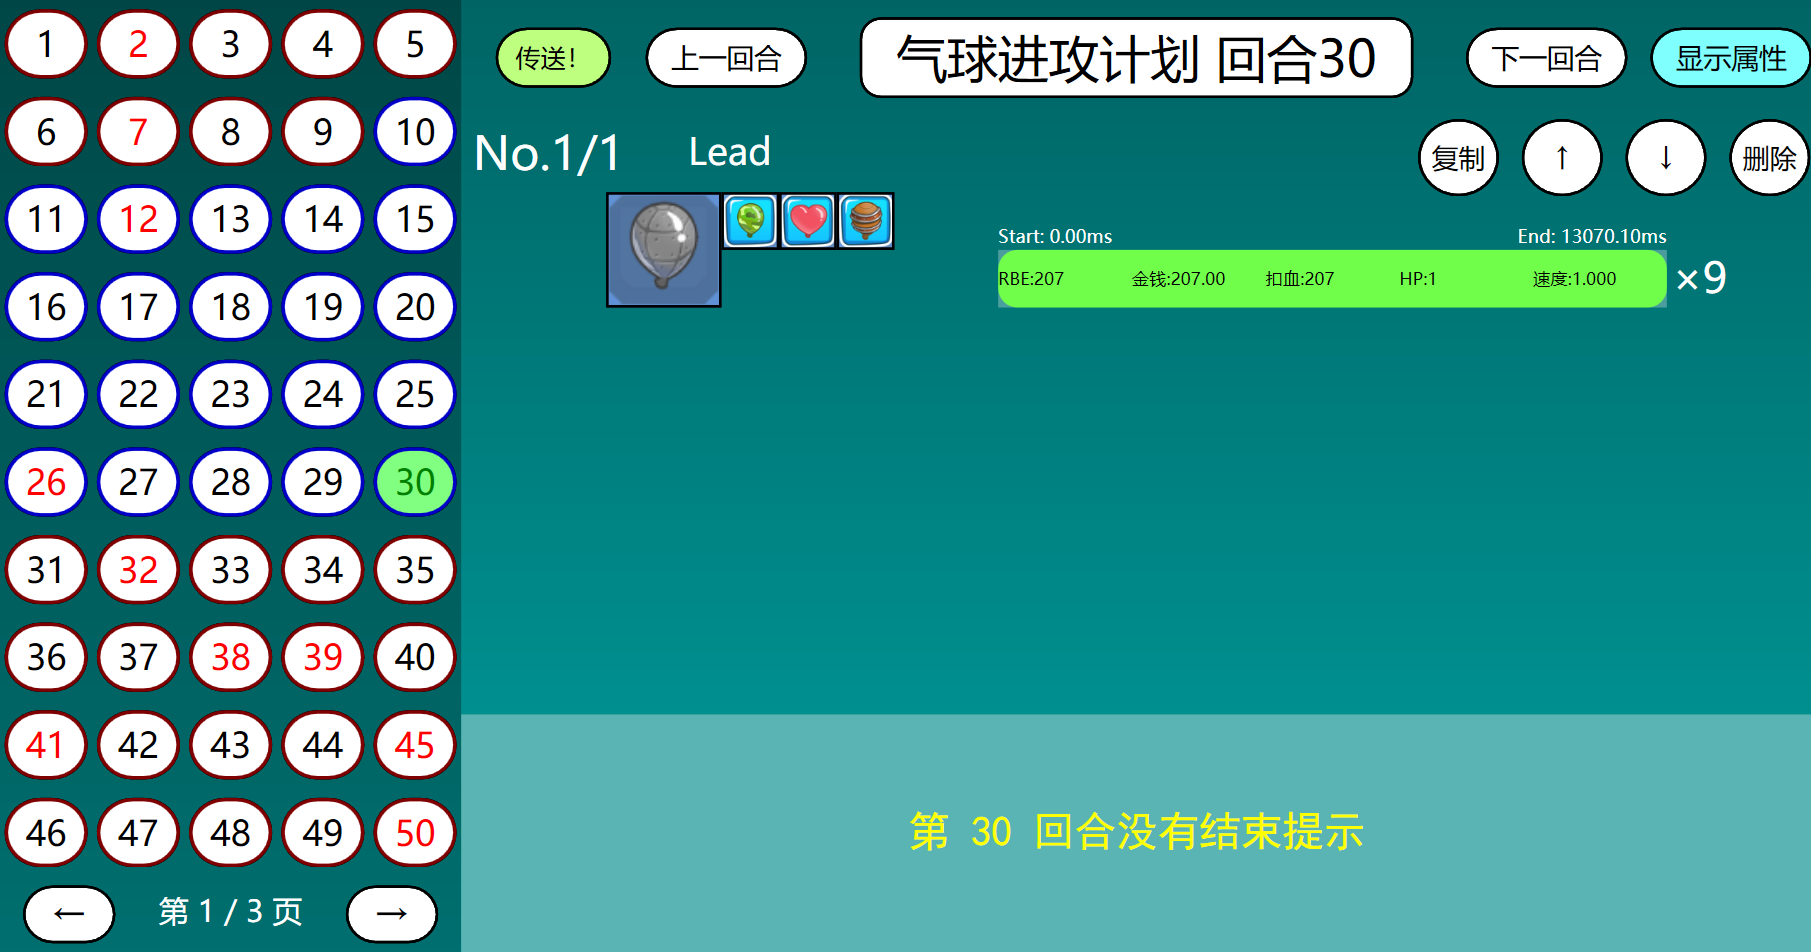 1 2 3 4 5
6 7 8 9 10
11 12 13 14 15
16 17 18 19 20
21 22 23 24 25
26 27 28 29 30
31 32 33 34 35
36 37 38 39 40
41 42 43 44 45
46 47 48 49 50
← 第 1 / 3 页 →
传送! 上一回合 气球进攻计划 回合30 下一回合 显示属性
No.1/1 Lead 复制 ↑ ↓ 删除
Start: 0.00ms End: 13070.10ms
RBE:207 金钱:207.00 扣血:207 HP:1 速度:1.000 ×9
第 30 回合没有结束提示